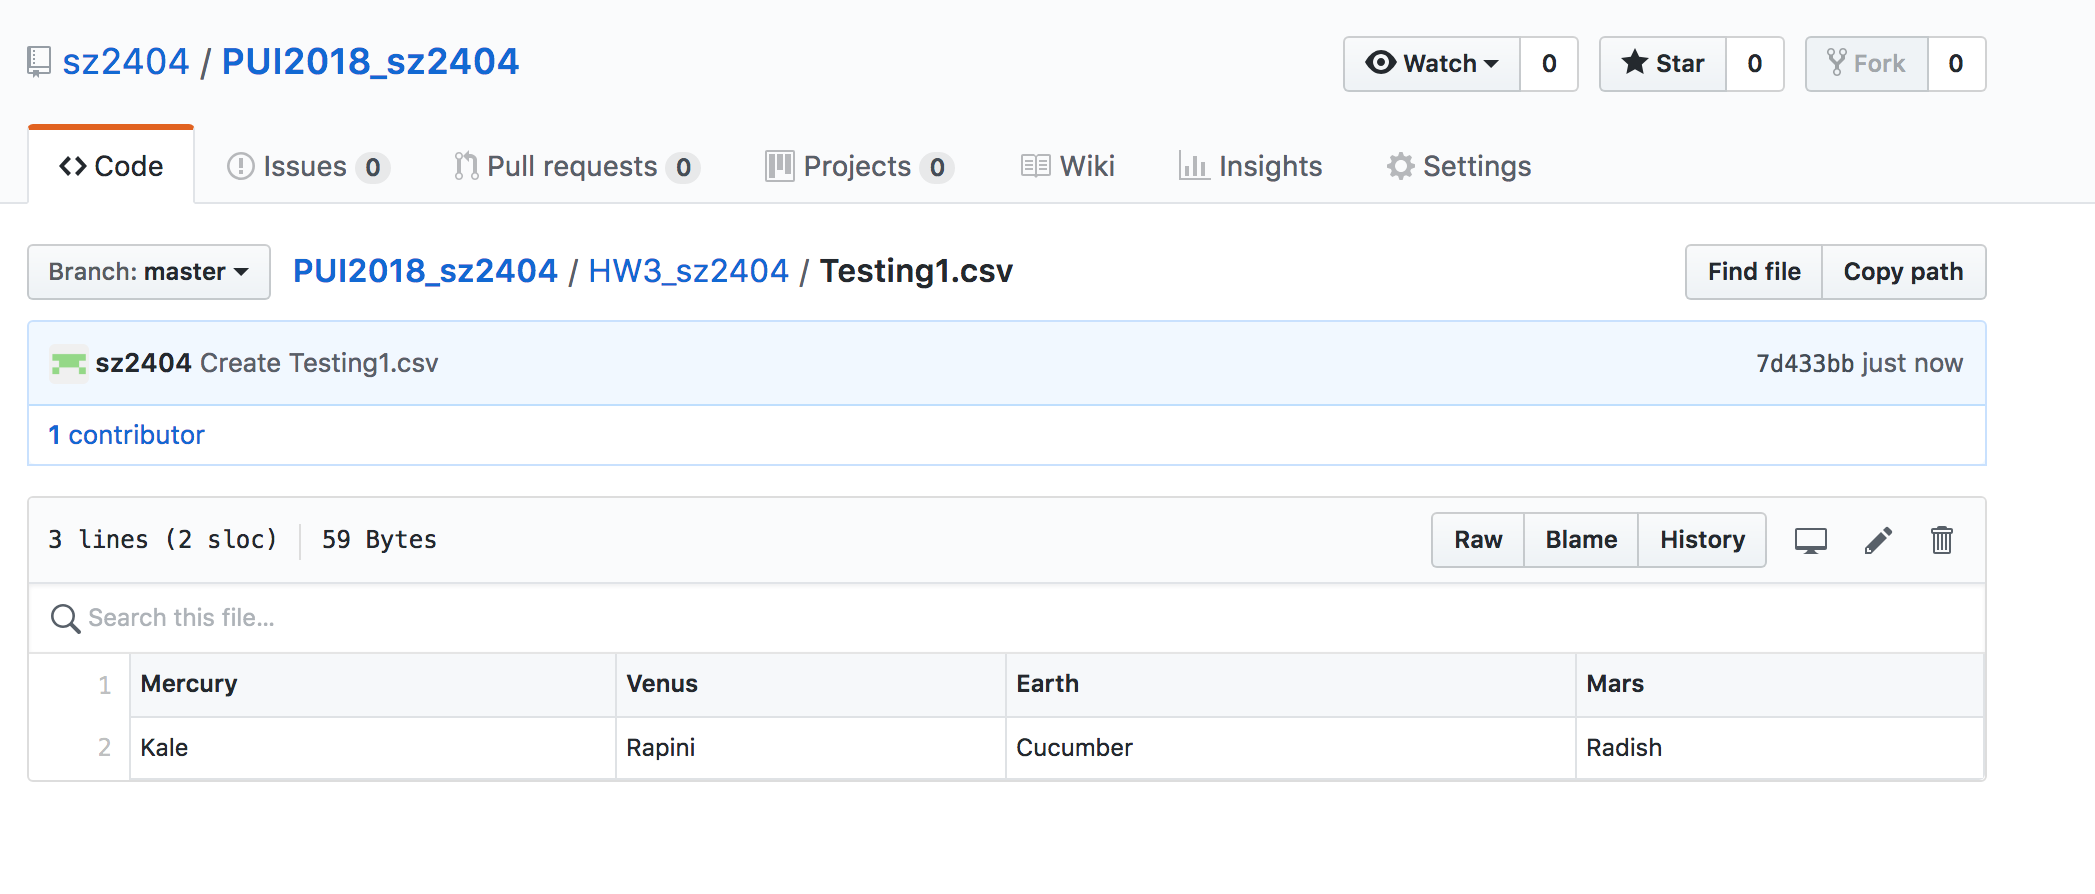 sz2404 / PUI2018_sz2404
Watch 0 Star 0 Fork 0
Code Issues 0 Pull requests 0 Projects 0 Wiki Insights Settings
Branch: master PUI2018_sz2404 / HW3_sz2404 / Testing1.csv Find file Copy path
sz2404 Create Testing1.csv 7d433bb just now
1 contributor
3 lines (2 sloc) 59 Bytes Raw Blame History
Search this file...
1 Mercury Venus Earth Mars
2 Kale Rapini Cucumber Radish